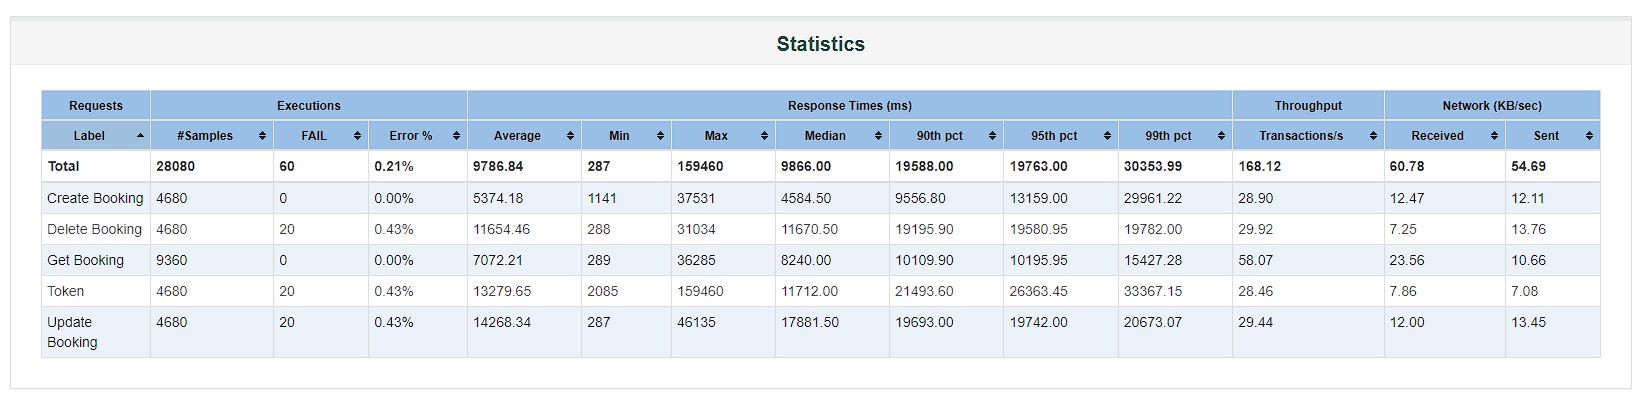 Statistics
Requests Executions Response Times (ms) Throughput Network (KB/sec)
Label #Samples FAIL Error % Average Min Max Median 90th pct 95th pct 99th pct Transactions/s Received Sent
Total 28080 60 0.21% 9786.84 287 159460 9866.00 19588.00 19763.00 30353.99 168.12 60.78 54.69
Create Booking 4680 0 0.00% 5374.18 1141 37531 4584.50 9556.80 13159.00 29961.22 28.90 12.47 12.11
Delete Booking 4680 20 0.43% 11654.46 288 31034 11670.50 19195.90 19580.95 19782.00 29.92 7.25 13.76
Get Booking 9360 0 0.00% 7072.21 289 36285 8240.00 10109.90 10195.95 15427.28 58.07 23.56 10.66
Token 4680 20 0.43% 13279.65 2085 159460 11712.00 21493.60 26363.45 33367.15 28.46 7.86 7.08
Update 4680 20 0.43% 14268.34 287 46135 17881.50 19693.00 19742.00 20673.07 29.44 12.00 13.45
Booking